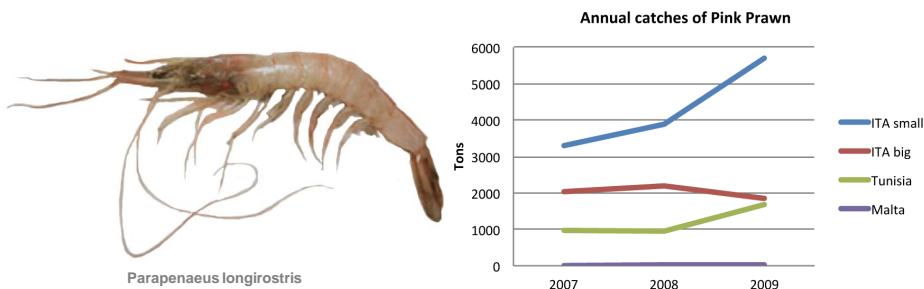 Annual catches of Pink Prawn
6000
5000
4000
3000
2000
1000
0
Tons
2007
2008
2009
ITA small
ITA big
Tunisia
Malta
Parapenaeus longirostris